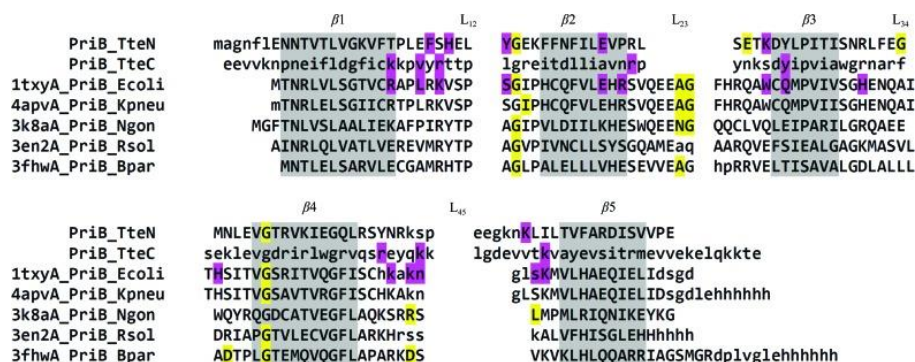 β1 L12 β2 L23 β3 L34
PriB_TteN magnflENNTVTLVGKVFTPLEFSHEL YGEKFFNFILEVPRL SETKDYLPITISNRLFEG
PriB_TteC eevvknpneifldgfickkpvyrttp lgreitdlliavnrp ynksdyipviawgrnarf
1txyA_PriB_Ecoli MTNRLVLSGTVCRAPLRKVSP SGIPHCQFVLEHRSVQEEAG FHRQAWCQMPVIVSGHENQAI
4apvA_PriB_Kpneu mTNRLELSGIICRTPLRKVSP SGIPHCQFVLEHRSVQEEAG FHRQAWCQMPVIISGHENQAI
3k8aA_PriB_Ngon MGFTNLVSLAALIEKAFPIRYTP AGIPVLDIILKHESWQEENG QQCLVQLEIPARILGRQAEE
3en2A_PriB_Rsol AINRLQLVATLVEREVMRYTP AGVPIVNCLLSYSGQAMEaq AARQVEFSIEALGAGKMASVL
3fhwA_PriB_Bpar MNTLELSARVLECGAMRHTP AGLPALELLLVHESEVVEAG hpRRVELTISAVALGDLALLL
β4 L45 β5
PriB_TteN MNLEVGTRVKIEGQLRSYNRksp eegknKLILTVFARDISVVPE
PriB_TteC seklevgdrirlwgrvqsreyqkk lgdevvtkvayevsitrmevvekelqkkte
1txyA_PriB_Ecoli THSITVGSRITVQGFISChkakn glsKMVLHAEQIELIdsgd
4apvA_PriB_Kpneu THSITVGSAVTVRGFISCHKAkn gLSKMVLHAEQIELIDsgdlehhhhhh
3k8aA_PriB_Ngon WQYRQGDCATVEGFLAQKSRRS LMPMLRIQNIKEYKG
3en2A_PriB_Rsol DRIAPGTVLECVGFLARKHrss kALVFHISGLEHhhhhh
3fhwA_PriB_Bpar ADTPLGTEMQVQGFLAPARKDS VKVKLHLQQARRIAGSMGRdplvglehhhhhh